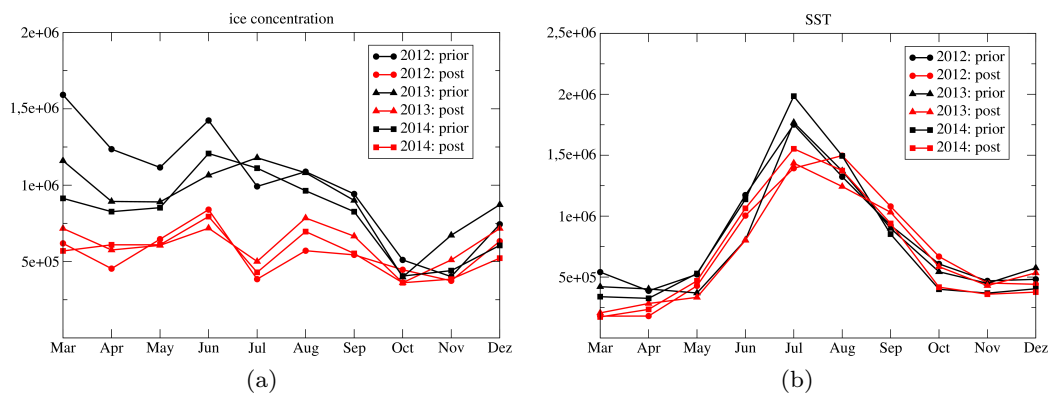 ice concentration
2e+06
1,5e+06
1e+06
5e+05
2012: prior
2012: post
2013: prior
2013: post
2014: prior
2014: post
Mar Apr May Jun Jul Aug Sep Oct Nov Dez
(a)
SST
2,5e+06
2e+06
1,5e+06
1e+06
5e+05
2012: prior
2012: post
2013: prior
2013: post
2014: prior
2014: post
Mar Apr May Jun Jul Aug Sep Oct Nov Dez
(b)